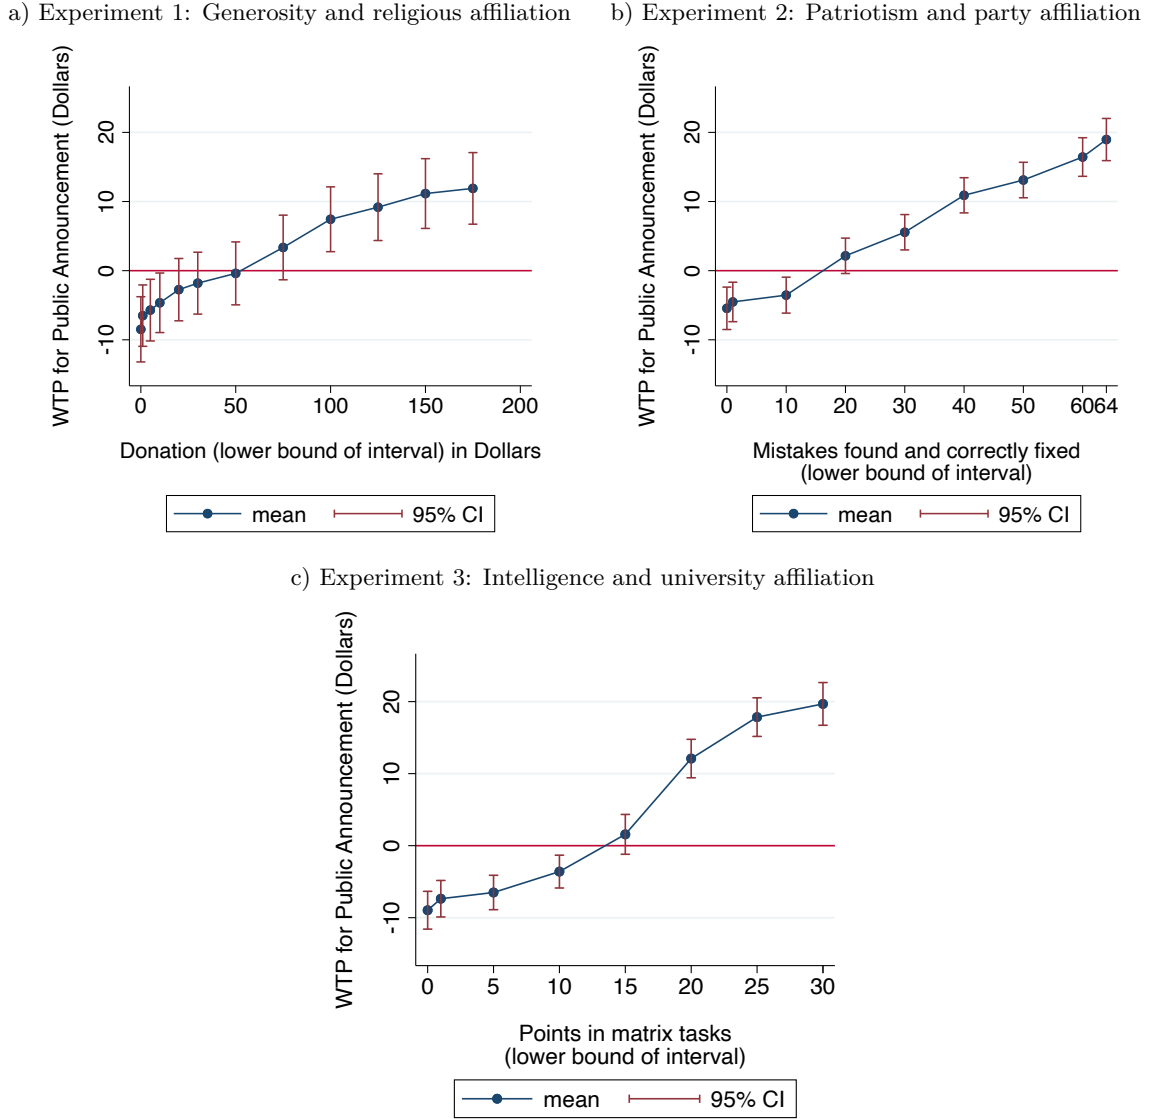 a) Experiment 1: Generosity and religious affiliation
WTP for Public Announcement (Dollars)
20
10
0
-10
0 50 100 150 200
Donation (lower bound of interval) in Dollars
mean 95% CI
b) Experiment 2: Patriotism and party affiliation
WTP for Public Announcement (Dollars)
20
10
0
-10
0 10 20 30 40 50 60 64
Mistakes found and correctly fixed
(lower bound of interval)
mean 95% CI
c) Experiment 3: Intelligence and university affiliation
WTP for Public Announcement (Dollars)
20
10
0
-10
0 5 10 15 20 25 30
Points in matrix tasks
(lower bound of interval)
mean 95% CI